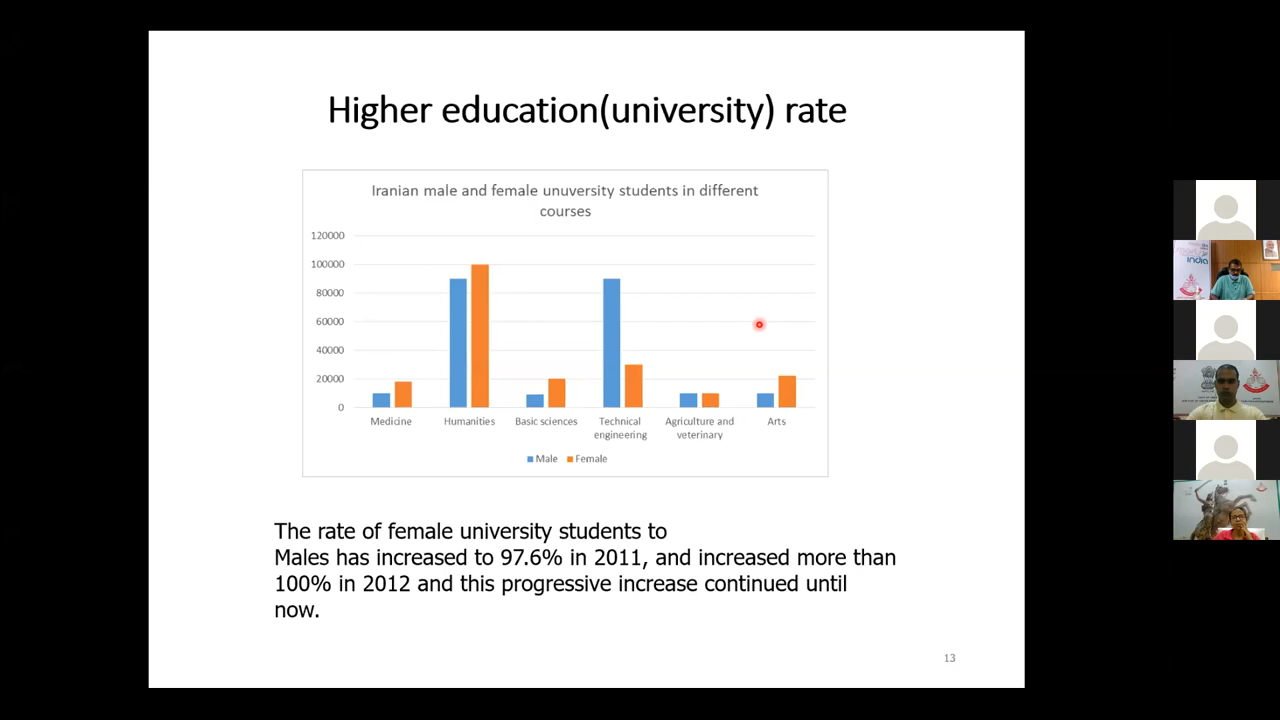 Higher education(university) rate
Iranian male and female unuversity students in different
courses
120000
100000
80000
60000
40000
20000
0
Medicine
Humanities
Basic sciences
Technical
engineering
Agriculture and
veterinary
Arts
Male
Female
The rate of female university students to
Males has increased to 97.6% in 2011, and increased more than
100% in 2012 and this progressive increase continued until
now.
13
india